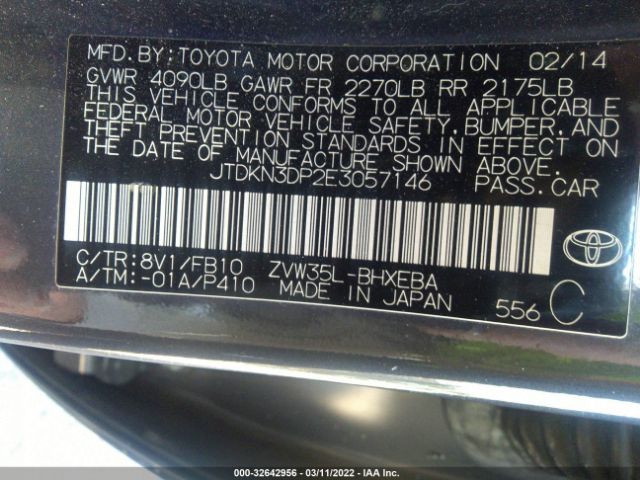 MFD.BY:TOYOTA MOTOR CORPORATION 02/14
GVWR 4090LB GAWR FR 2270LB RR 2175LB
THIS VEHICLE CONFORMS TO ALL APPLICABLE
FEDERAL MOTOR VEHICLE SAFETY,BUMPER,AND
THEFT PREVENTION STANDARDS IN EFFECT ON
THE DATE OF MANUFACTURE SHOWN ABOVE.
JTDKN3DP2E3057146 PASS.CAR
C/TR:8V1/FB10 ZVW35L-BHXEBA
A/TM:-01A/P410 MADE IN JAPAN 556 C
000-32642956 - 03/11/2022 - IAA Inc.